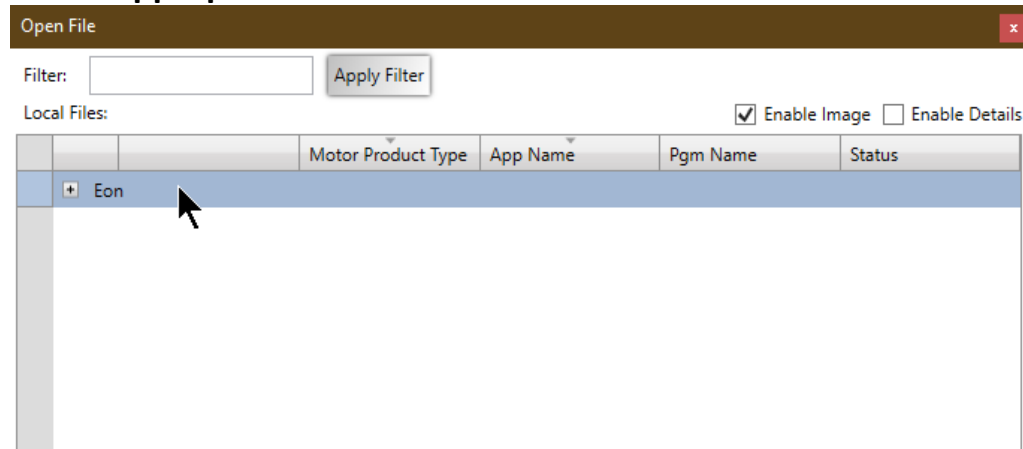 Open File
x
Filter:
Apply Filter
Local Files:
Enable Image
Enable Details
Motor Product Type
App Name
Pgm Name
Status
Eon